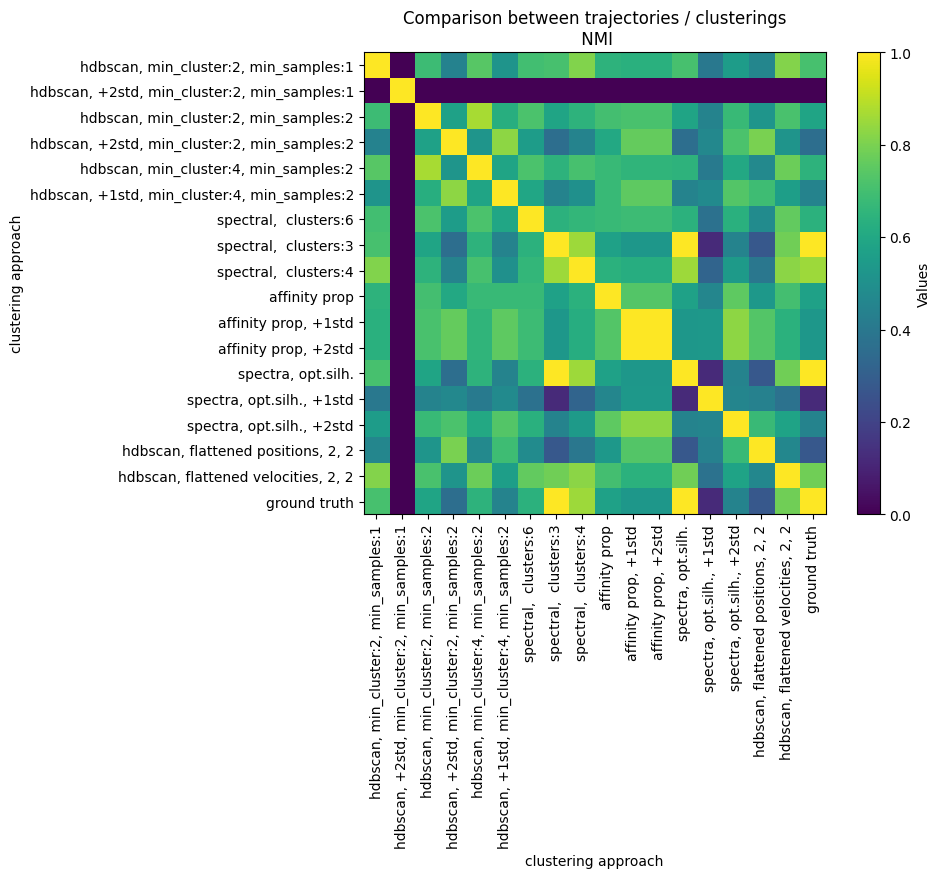 Comparison between trajectories / clusterings
NMI
clustering approach
hdbscan, min_cluster:2, min_samples:1
hdbscan, +2std, min_cluster:2, min_samples:1
hdbscan, min_cluster:2, min_samples:2
hdbscan, +2std, min_cluster:2, min_samples:2
hdbscan, min_cluster:4, min_samples:2
hdbscan, +1std, min_cluster:4, min_samples:2
spectral,  clusters:6
spectral,  clusters:3
spectral,  clusters:4
affinity prop
affinity prop, +1std
affinity prop, +2std
spectra, opt.silh.
spectra, opt.silh., +1std
spectra, opt.silh., +2std
hdbscan, flattened positions, 2, 2
hdbscan, flattened velocities, 2, 2
ground truth
hdbscan, min_cluster:2, min_samples:1
hdbscan, +2std, min_cluster:2, min_samples:1
hdbscan, min_cluster:2, min_samples:2
hdbscan, +2std, min_cluster:2, min_samples:2
hdbscan, min_cluster:4, min_samples:2
hdbscan, +1std, min_cluster:4, min_samples:2
spectral,  clusters:6
spectral,  clusters:3
spectral,  clusters:4
affinity prop
affinity prop, +1std
affinity prop, +2std
spectra, opt.silh.
spectra, opt.silh., +1std
spectra, opt.silh., +2std
hdbscan, flattened positions, 2, 2
hdbscan, flattened velocities, 2, 2
ground truth
clustering approach
1.0
0.8
0.6
0.4
0.2
0.0
Values